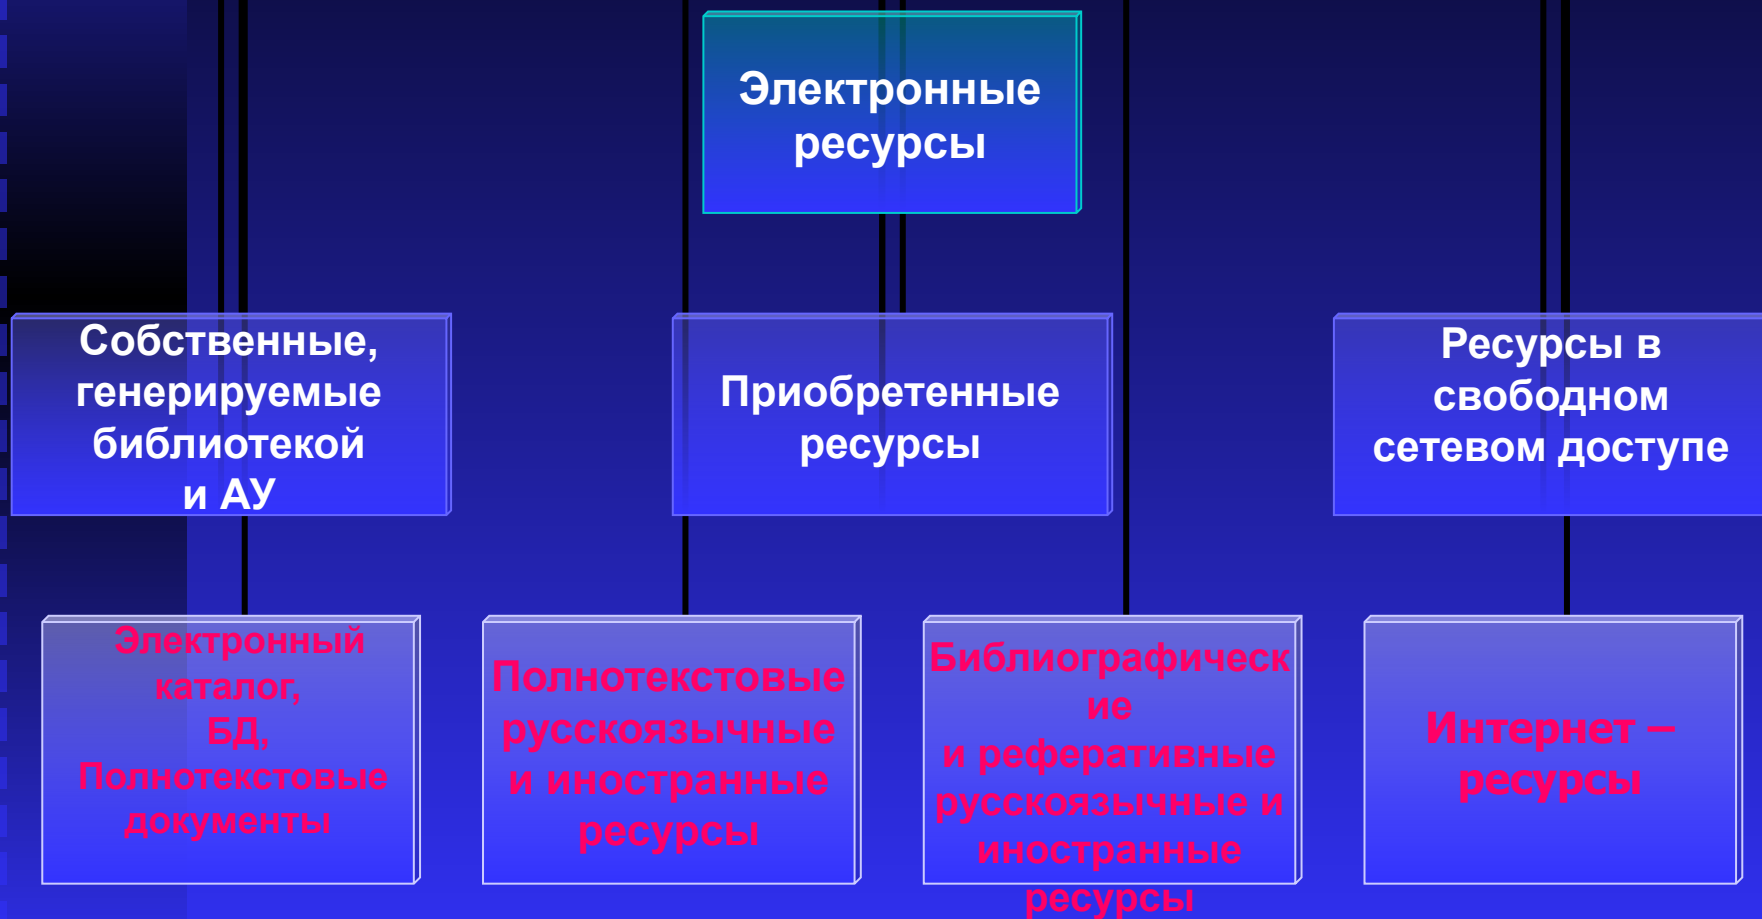 Электронные
ресурсы
Собственные,
генерируемые
библиотекой
и АУ
Приобретенные
ресурсы
Ресурсы в
свободном
сетевом доступе
Электронный
каталог,
БД,
Полнотекстовые
документы
Полнотекстовые
русскоязычные
и иностранные
ресурсы
Библиографическ
ие
и реферативные
русскоязычные и
иностранные
ресурсы
Интернет –
ресурсы